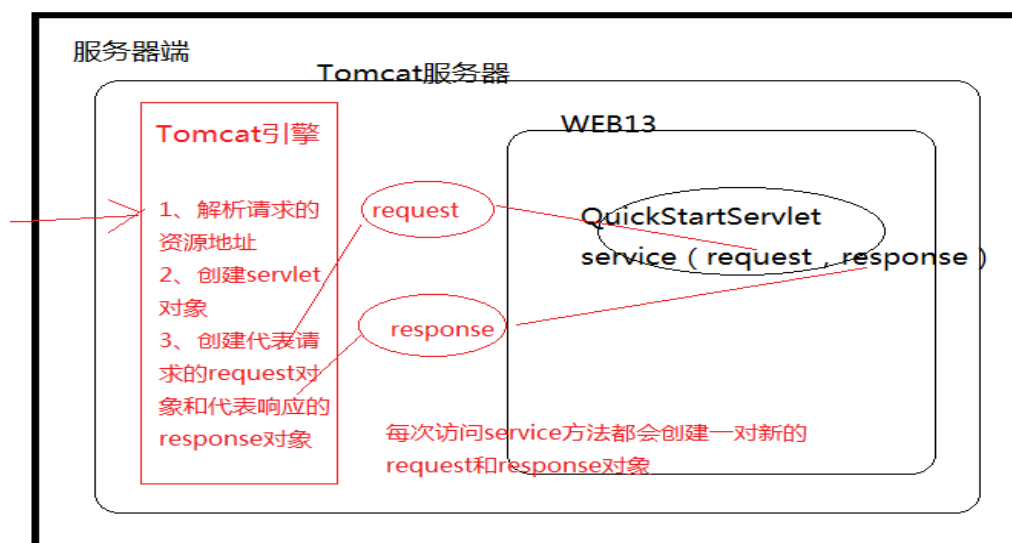 服务器端
Tomcat服务器
Tomcat引擎
1、解析请求的
资源地址
2、创建servlet
对象
3、创建代表请
求的request对
象和代表响应的
response对象
request
response
WEB13
QuickStartServlet
service（request，response）
每次访问service方法都会创建一对新的
request和response对象